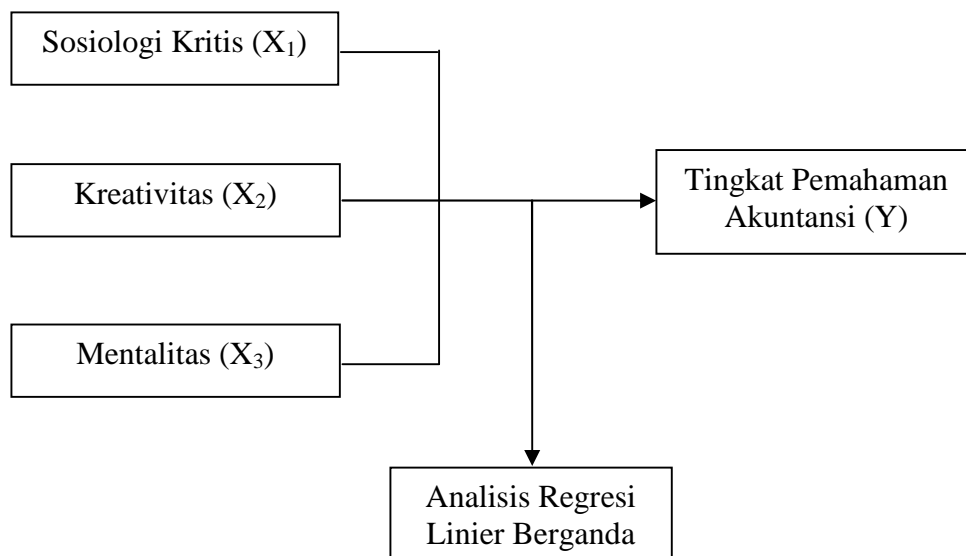 Sosiologi Kritis (X₁)
Kreativitas (X₂)
Tingkat Pemahaman
Akuntansi (Y)
Mentalitas (X₃)
Analisis Regresi
Linier Berganda